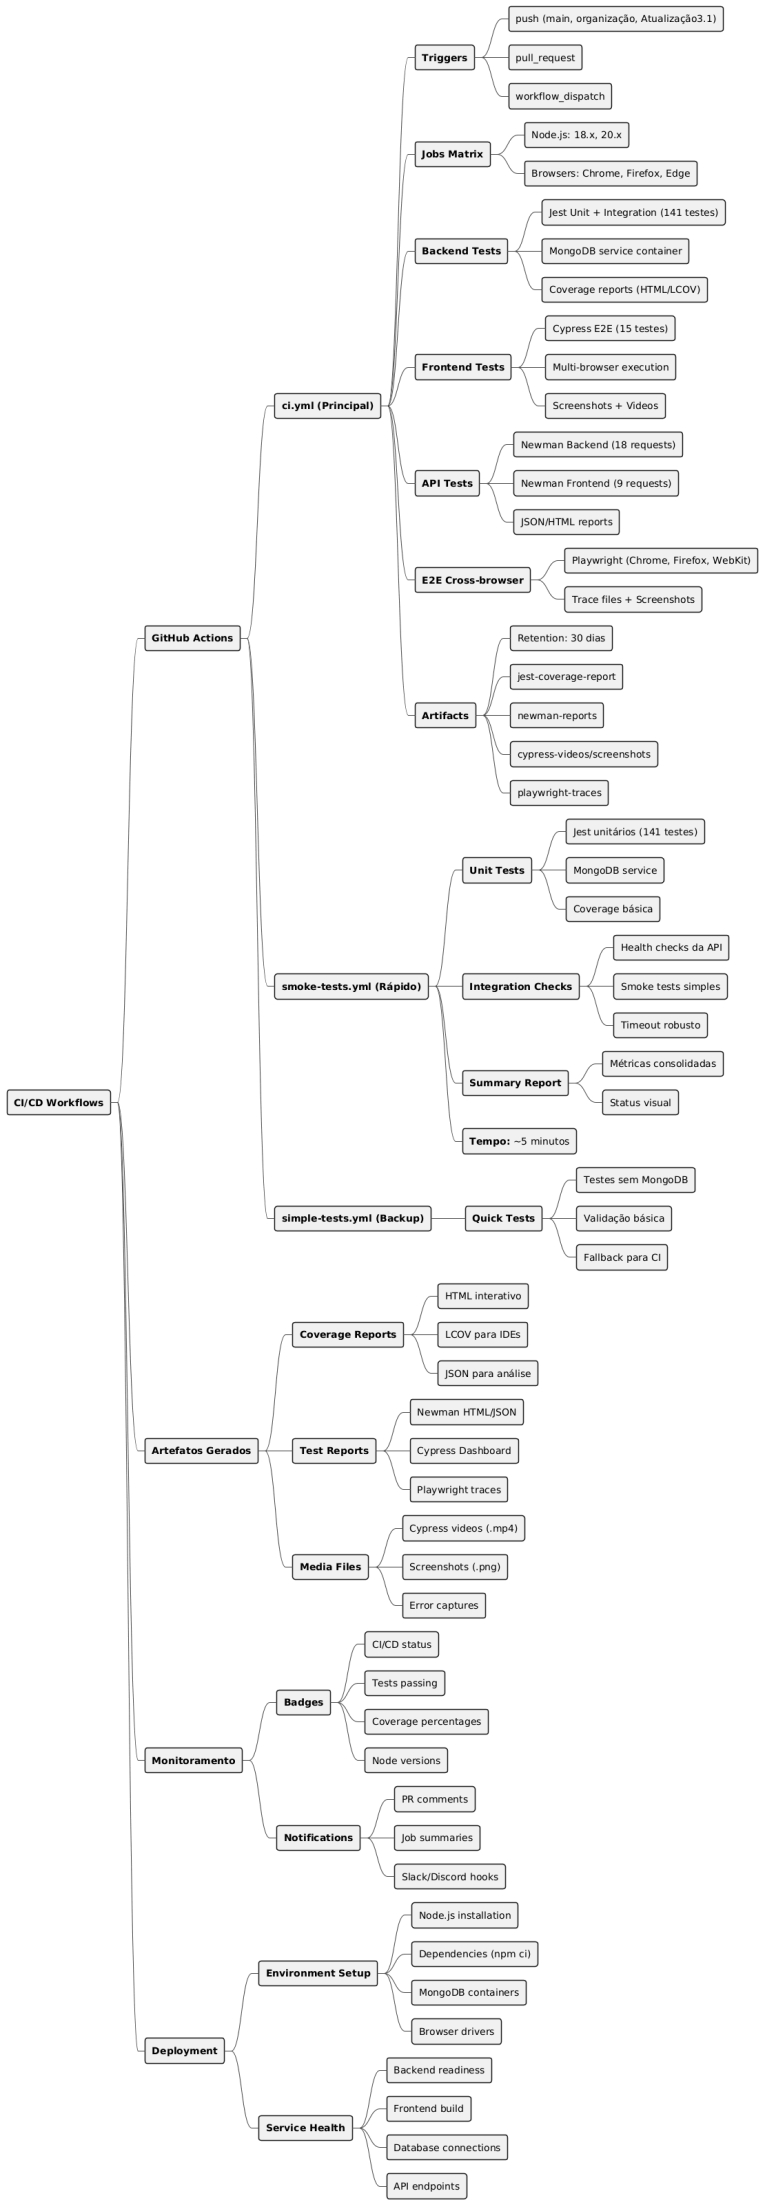 push (main, organização, Atualização3.1)
Triggers
pull_request
workflow_dispatch
Node.js: 18.x, 20.x
Jobs Matrix
Browsers: Chrome, Firefox, Edge
Jest Unit + Integration (141 testes)
Backend Tests
MongoDB service container
Coverage reports (HTML/LCOV)
Cypress E2E (15 testes)
Frontend Tests
Multi-browser execution
ci.yml (Principal)
Screenshots + Videos
Newman Backend (18 requests)
API Tests
Newman Frontend (9 requests)
JSON/HTML reports
Playwright (Chrome, Firefox, WebKit)
E2E Cross-browser
Trace files + Screenshots
GitHub Actions
Retention: 30 dias
jest-coverage-report
Artifacts
newman-reports
cypress-videos/screenshots
playwright-traces
Jest unitários (141 testes)
Unit Tests
MongoDB service
Coverage básica
Health checks da API
smoke-tests.yml (Rápido)
Integration Checks
Smoke tests simples
Timeout robusto
Métricas consolidadas
Summary Report
CI/CD Workflows
Status visual
Tempo: ~5 minutos
Testes sem MongoDB
simple-tests.yml (Backup)
Quick Tests
Validação básica
Fallback para CI
HTML interativo
Coverage Reports
LCOV para IDEs
JSON para análise
Newman HTML/JSON
Artefatos Gerados
Test Reports
Cypress Dashboard
Playwright traces
Cypress videos (.mp4)
Media Files
Screenshots (.png)
Error captures
CI/CD status
Badges
Tests passing
Coverage percentages
Monitoramento
Node versions
PR comments
Notifications
Job summaries
Slack/Discord hooks
Node.js installation
Environment Setup
Dependencies (npm ci)
MongoDB containers
Browser drivers
Deployment
Backend readiness
Service Health
Frontend build
Database connections
API endpoints